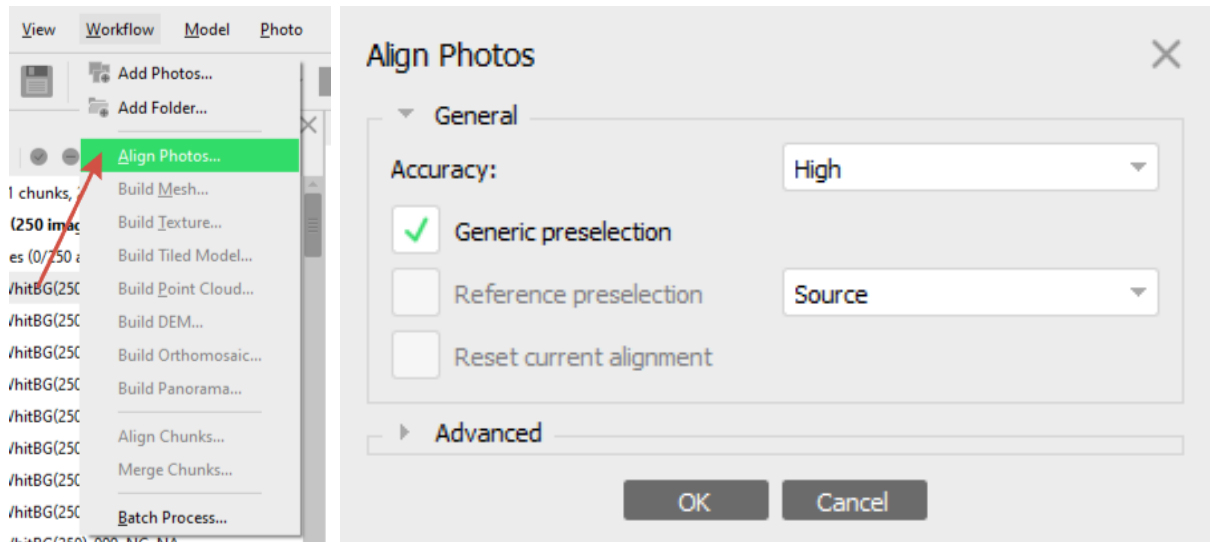 View Workflow Model Photo
Add Photos...
Add Folder...
Align Photos...
1 chunks,
Build Mesh...
(250 imag
Build Texture...
es (0/250 a
Build Tiled Model...
/hitBG(250
Build Point Cloud...
/hitBG(250
Build DEM...
/hitBG(250
Build Orthomosaic...
/hitBG(250
Build Panorama...
/hitBG(250
/hitBG(250
Align Chunks...
/hitBG(250
Merge Chunks...
/hitBG(250
Batch Process...
Align Photos
General
Accuracy: High
Generic preselection
Reference preselection Source
Reset current alignment
Advanced
OK Cancel